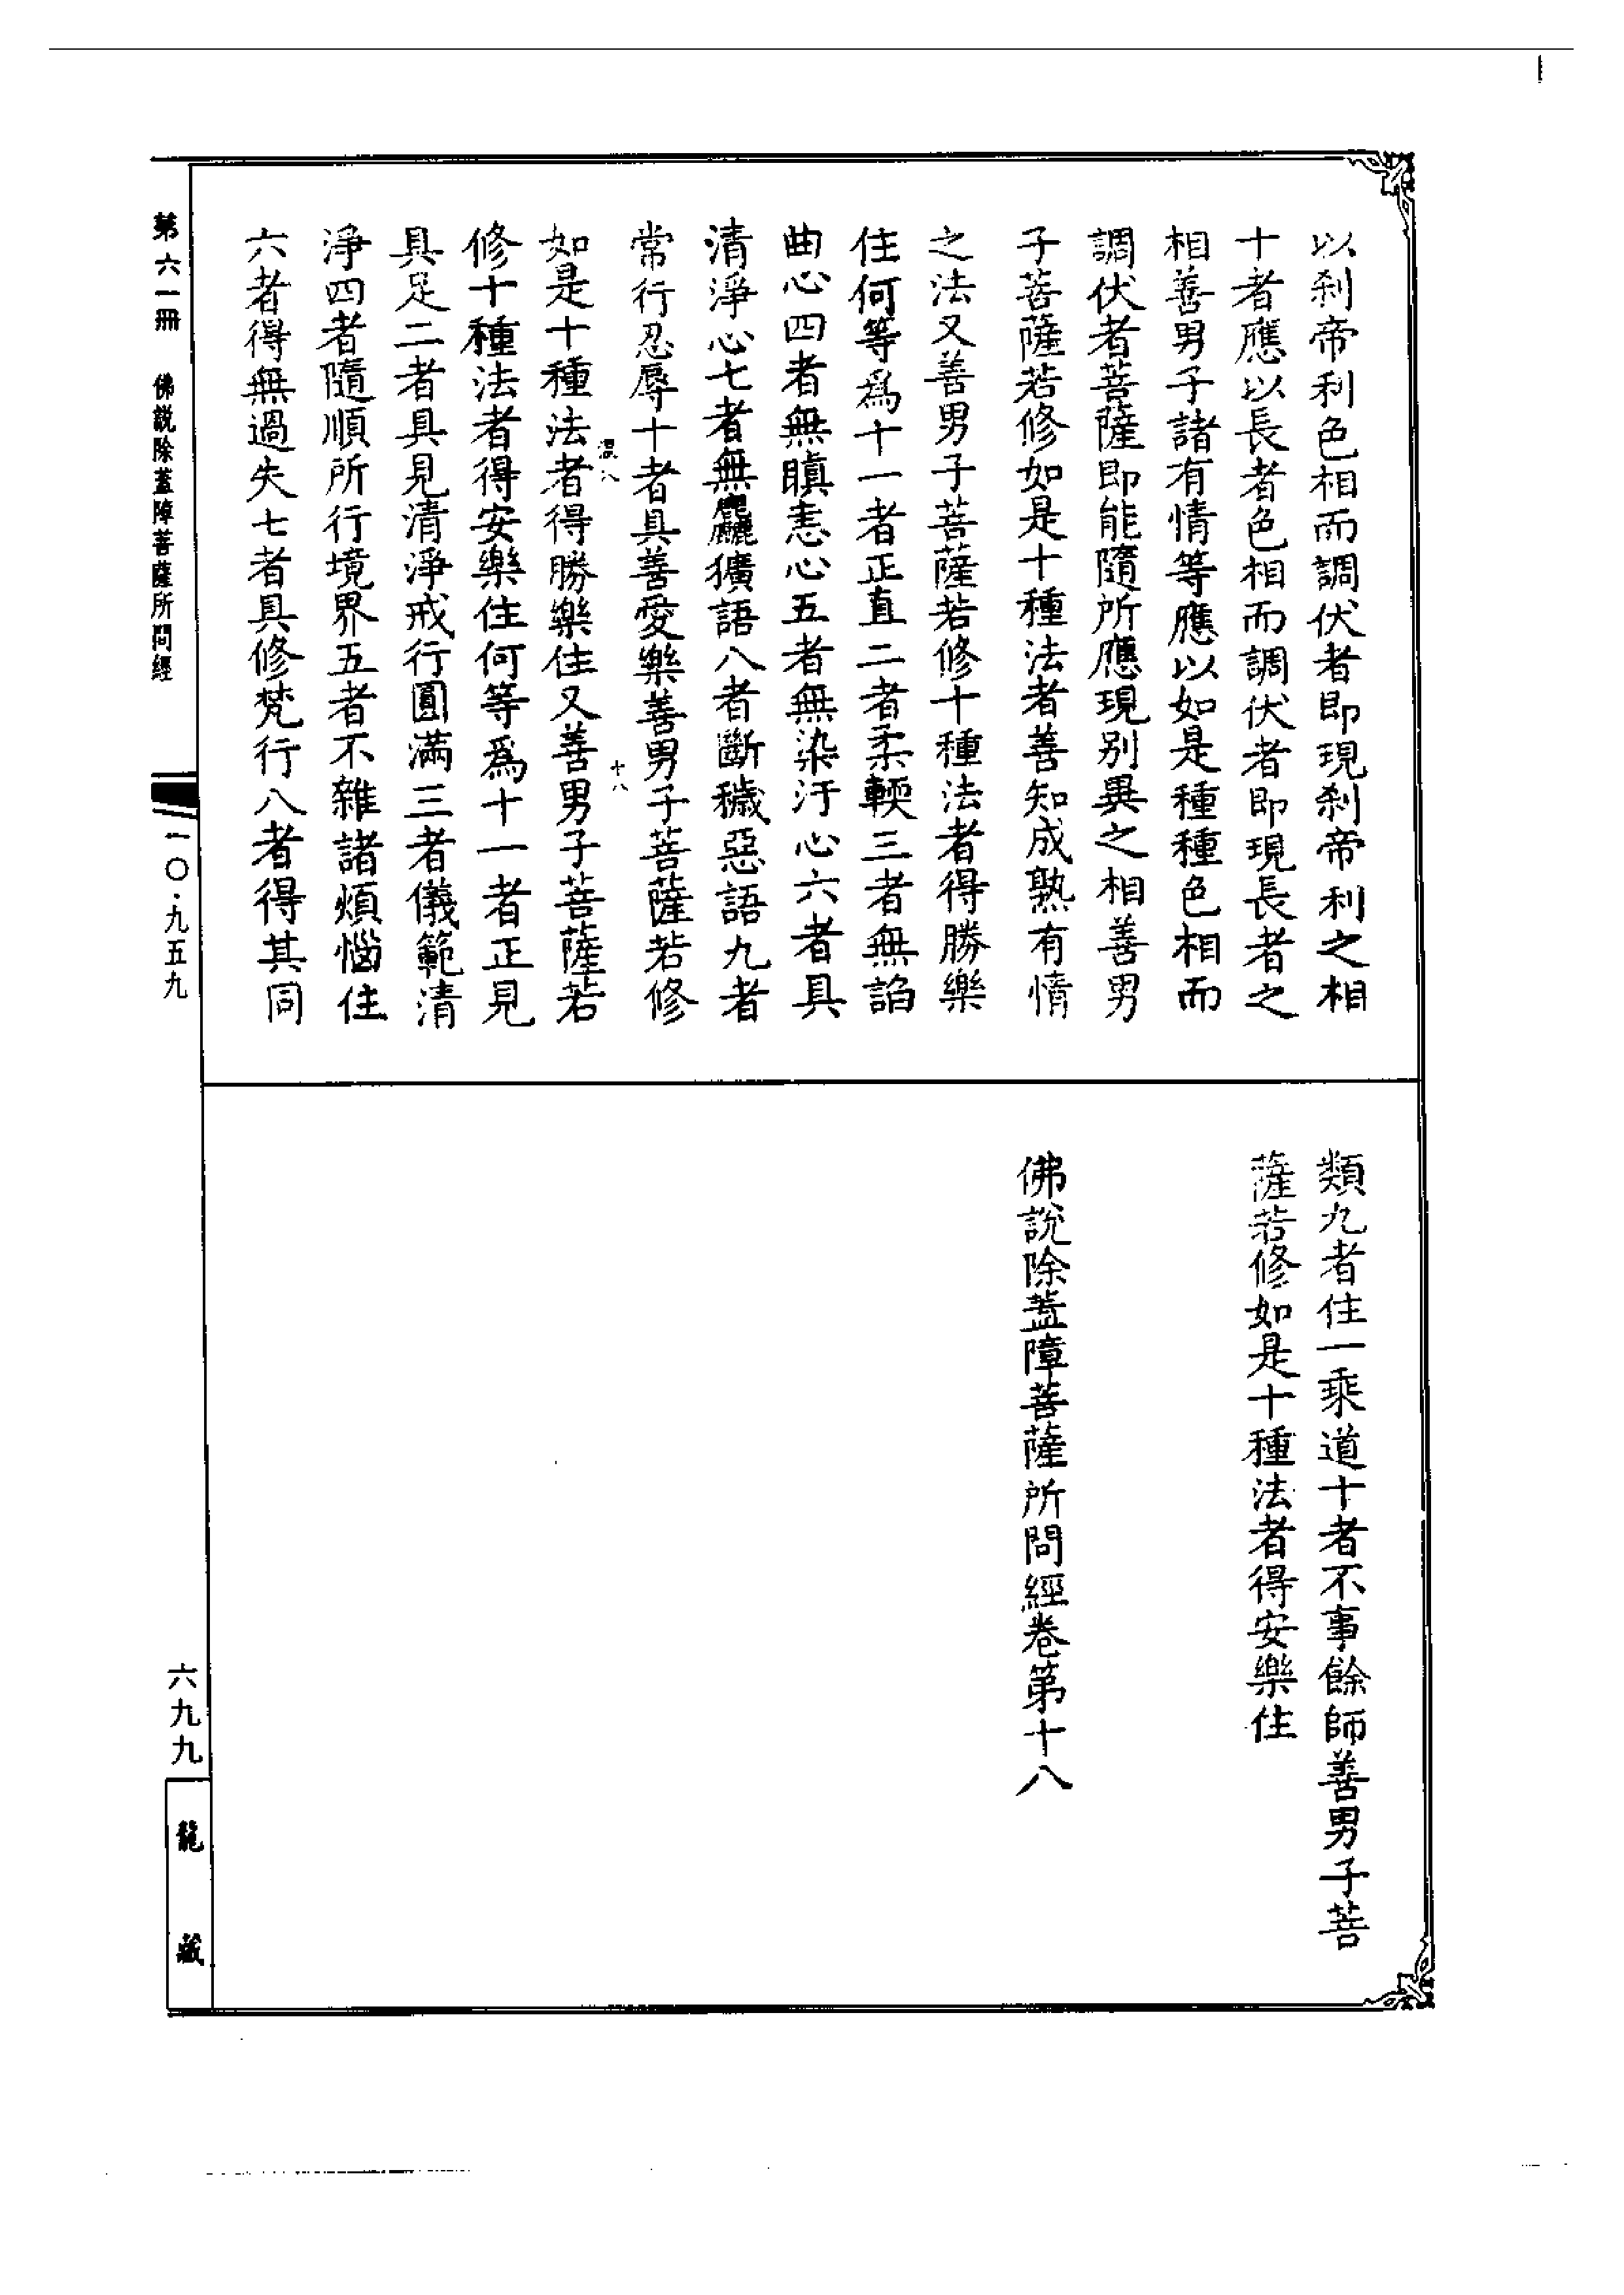 以刹帝利色相而調伏者即現刹帝利之相
十者應以長者色相而調伏者即現長者之
相善男子諸有情等應以如是種種色相而
調伏者菩薩即能隨所應現別異之相善男
子菩薩若修如是十種法者善知成熟有情
之法又善男子菩薩若修十種法者得勝樂
住何等爲十一者正直二者柔輭三者無諂
曲心四者無瞋恚心五者無染汙心六者具
清淨心七者無麤獷語八者斷穢惡語九者
常行忍辱十者具善愛樂善男子菩薩若修
十八
如是十種法者得勝樂住又善男子菩薩若
修十種法者得安樂住何等爲十一者正見
具足二者具見清淨戒行圓滿三者儀範清
淨四者隨順所行境界五者不雜諸煩惱住
六者得無過失七者具修梵行八者得其同
類九者住一乘道十者不事餘師善男子菩
薩若修如是十種法者得安樂住
佛說除蓋障菩薩所問經卷第十八
第六一冊 佛説除蓋障菩薩所問經
一〇·九五九
六九九
龍藏